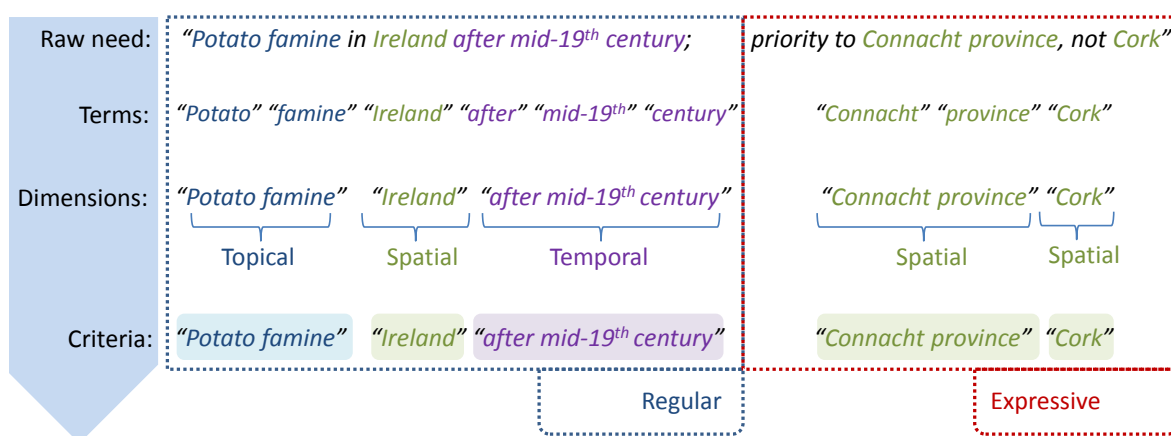 Raw need: “Potato famine in Ireland after mid-19th century; priority to Connacht province, not Cork”
Terms: “Potato” “famine” “Ireland” “after” “mid-19th” “century” “Connacht” “province” “Cork”
Dimensions: “Potato famine” “Ireland” “after mid-19th century” “Connacht province” “Cork”
Topical Spatial Temporal Spatial Spatial
Criteria: “Potato famine” “Ireland” “after mid-19th century” “Connacht province” “Cork”
Regular Expressive